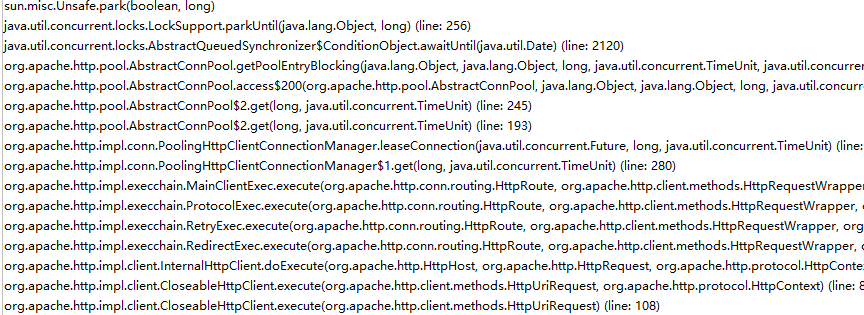 sun.misc.Unsafe.park(boolean, long)
java.util.concurrent.locks.LockSupport.parkUntil(java.lang.Object, long) (line: 256)
java.util.concurrent.locks.AbstractQueuedSynchronizer$ConditionObject.awaitUntil(java.util.Date) (line: 2120)
org.apache.http.pool.AbstractConnPool.getPoolEntryBlocking(java.lang.Object, java.lang.Object, long, java.util.concurrent.TimeUnit, java.util.concurren
org.apache.http.pool.AbstractConnPool.access$200(org.apache.http.pool.AbstractConnPool, java.lang.Object, java.lang.Object, long, java.util.concurre
org.apache.http.pool.AbstractConnPool$2.get(long, java.util.concurrent.TimeUnit) (line: 245)
org.apache.http.pool.AbstractConnPool$2.get(long, java.util.concurrent.TimeUnit) (line: 193)
org.apache.http.impl.conn.PoolingHttpClientConnectionManager.leaseConnection(java.util.concurrent.Future, long, java.util.concurrent.TimeUnit) (line:
org.apache.http.impl.conn.PoolingHttpClientConnectionManager$1.get(long, java.util.concurrent.TimeUnit) (line: 280)
org.apache.http.impl.execchain.MainClientExec.execute(org.apache.http.conn.routing.HttpRoute, org.apache.http.client.methods.HttpRequestWrapper
org.apache.http.impl.execchain.ProtocolExec.execute(org.apache.http.conn.routing.HttpRoute, org.apache.http.client.methods.HttpRequestWrapper, o
org.apache.http.impl.execchain.RetryExec.execute(org.apache.http.conn.routing.HttpRoute, org.apache.http.client.methods.HttpRequestWrapper, org
org.apache.http.impl.execchain.RedirectExec.execute(org.apache.http.conn.routing.HttpRoute, org.apache.http.client.methods.HttpRequestWrapper, o
org.apache.http.impl.client.InternalHttpClient.doExecute(org.apache.http.HttpHost, org.apache.http.HttpRequest, org.apache.http.protocol.HttpConte
org.apache.http.impl.client.CloseableHttpClient.execute(org.apache.http.client.methods.HttpUriRequest, org.apache.http.protocol.HttpContext) (line: 8
org.apache.http.impl.client.CloseableHttpClient.execute(org.apache.http.client.methods.HttpUriRequest) (line: 108)